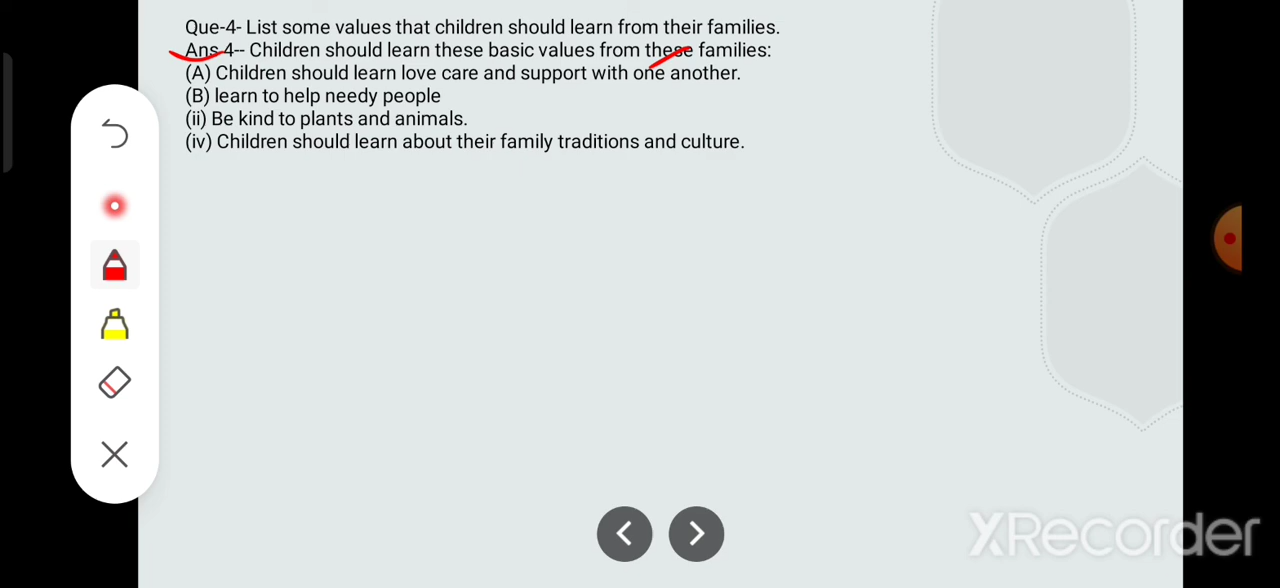 Que-4- List some values that children should learn from their families.
Ans-4-- Children should learn these basic values from these families:
(A) Children should learn love care and support with one another.
(B) learn to help needy people
(ii) Be kind to plants and animals.
(iv) Children should learn about their family traditions and culture.
XRecorder